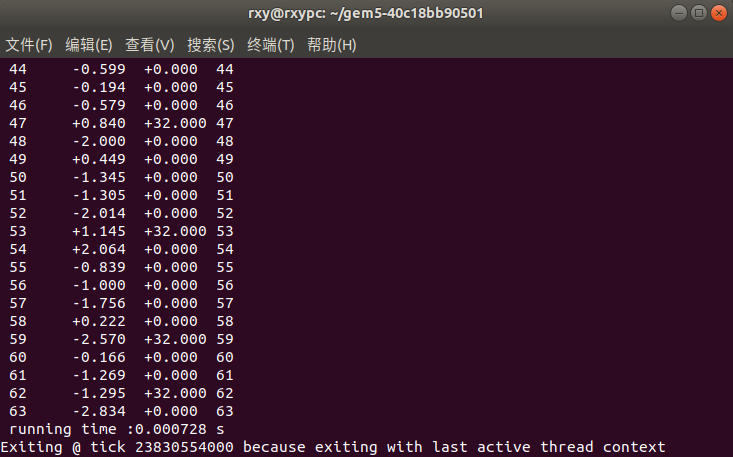 rxy@rxypc: ~/gem5-40c18bb90501
文件(F) 编辑(E) 查看(V) 搜索(S) 终端(T) 帮助(H)
44 -0.599 +0.000 44
45 -0.194 +0.000 45
46 -0.579 +0.000 46
47 +0.840 +32.000 47
48 -2.000 +0.000 48
49 +0.449 +0.000 49
50 -1.345 +0.000 50
51 -1.305 +0.000 51
52 -2.014 +0.000 52
53 +1.145 +32.000 53
54 +2.064 +0.000 54
55 -0.839 +0.000 55
56 -1.000 +0.000 56
57 -1.756 +0.000 57
58 +0.222 +0.000 58
59 -2.570 +32.000 59
60 -0.166 +0.000 60
61 -1.269 +0.000 61
62 -1.295 +32.000 62
63 -2.834 +0.000 63
running time :0.000728 s
Exiting @ tick 23830554000 because exiting with last active thread context